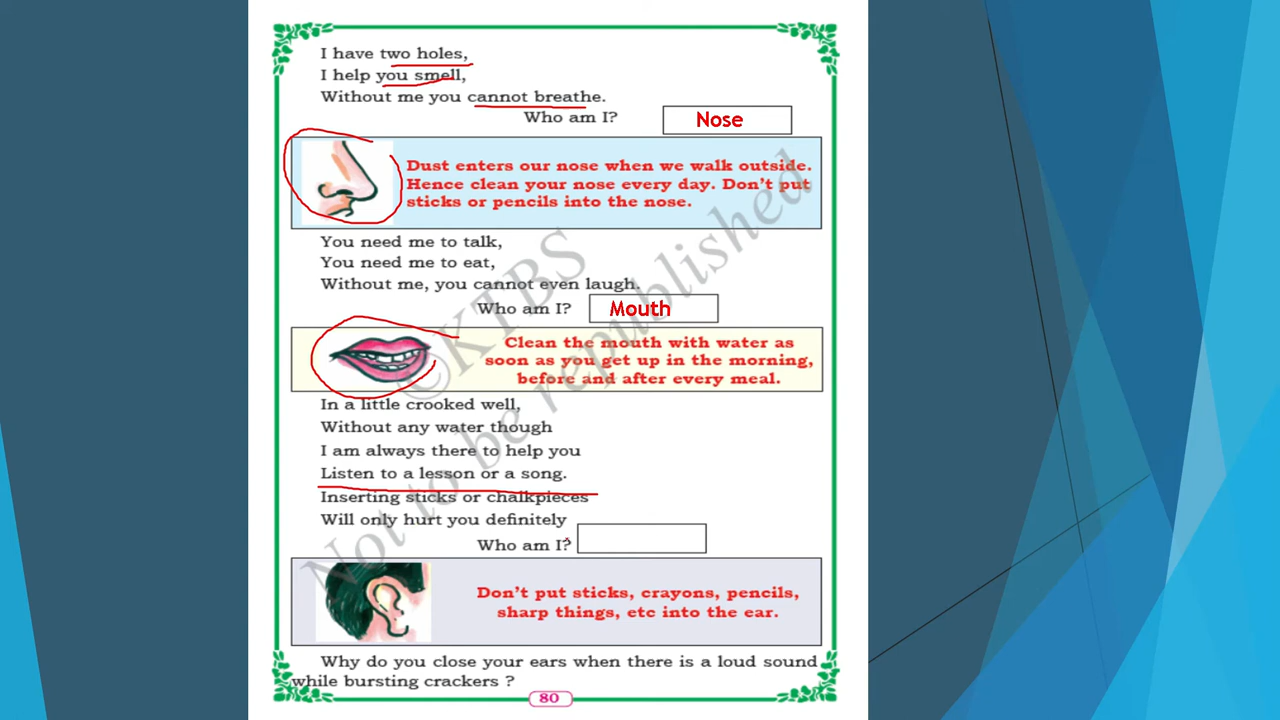 I have two holes,
I help you smell,
Without me you cannot breathe.
Who am I?
Nose
Dust enters our nose when we walk outside.
Hence clean your nose every day. Don't put
sticks or pencils into the nose.
You need me to talk,
You need me to eat,
Without me, you cannot even laugh.
Who am I?
Mouth
Clean the mouth with water as
soon as you get up in the morning,
before and after every meal.
In a little crooked well,
Without any water though
I am always there to help you
Listen to a lesson or a song.
Inserting sticks or chalkpieces
Will only hurt you definitely
Who am I?
Don't put sticks, crayons, pencils,
sharp things, etc into the ear.
Why do you close your ears when there is a loud sound
while bursting crackers ?
80
©KTBS
Not to be republished